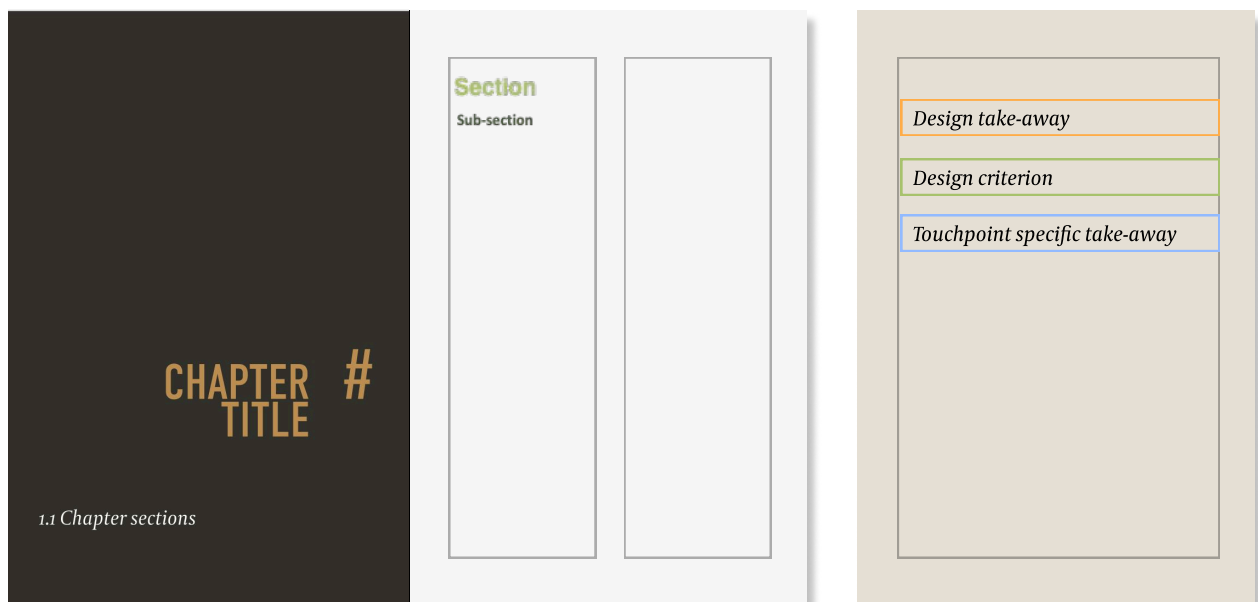 CHAPTER #
TITLE
1.1 Chapter sections
Section
Sub-section
Design take-away
Design criterion
Touchpoint specific take-away